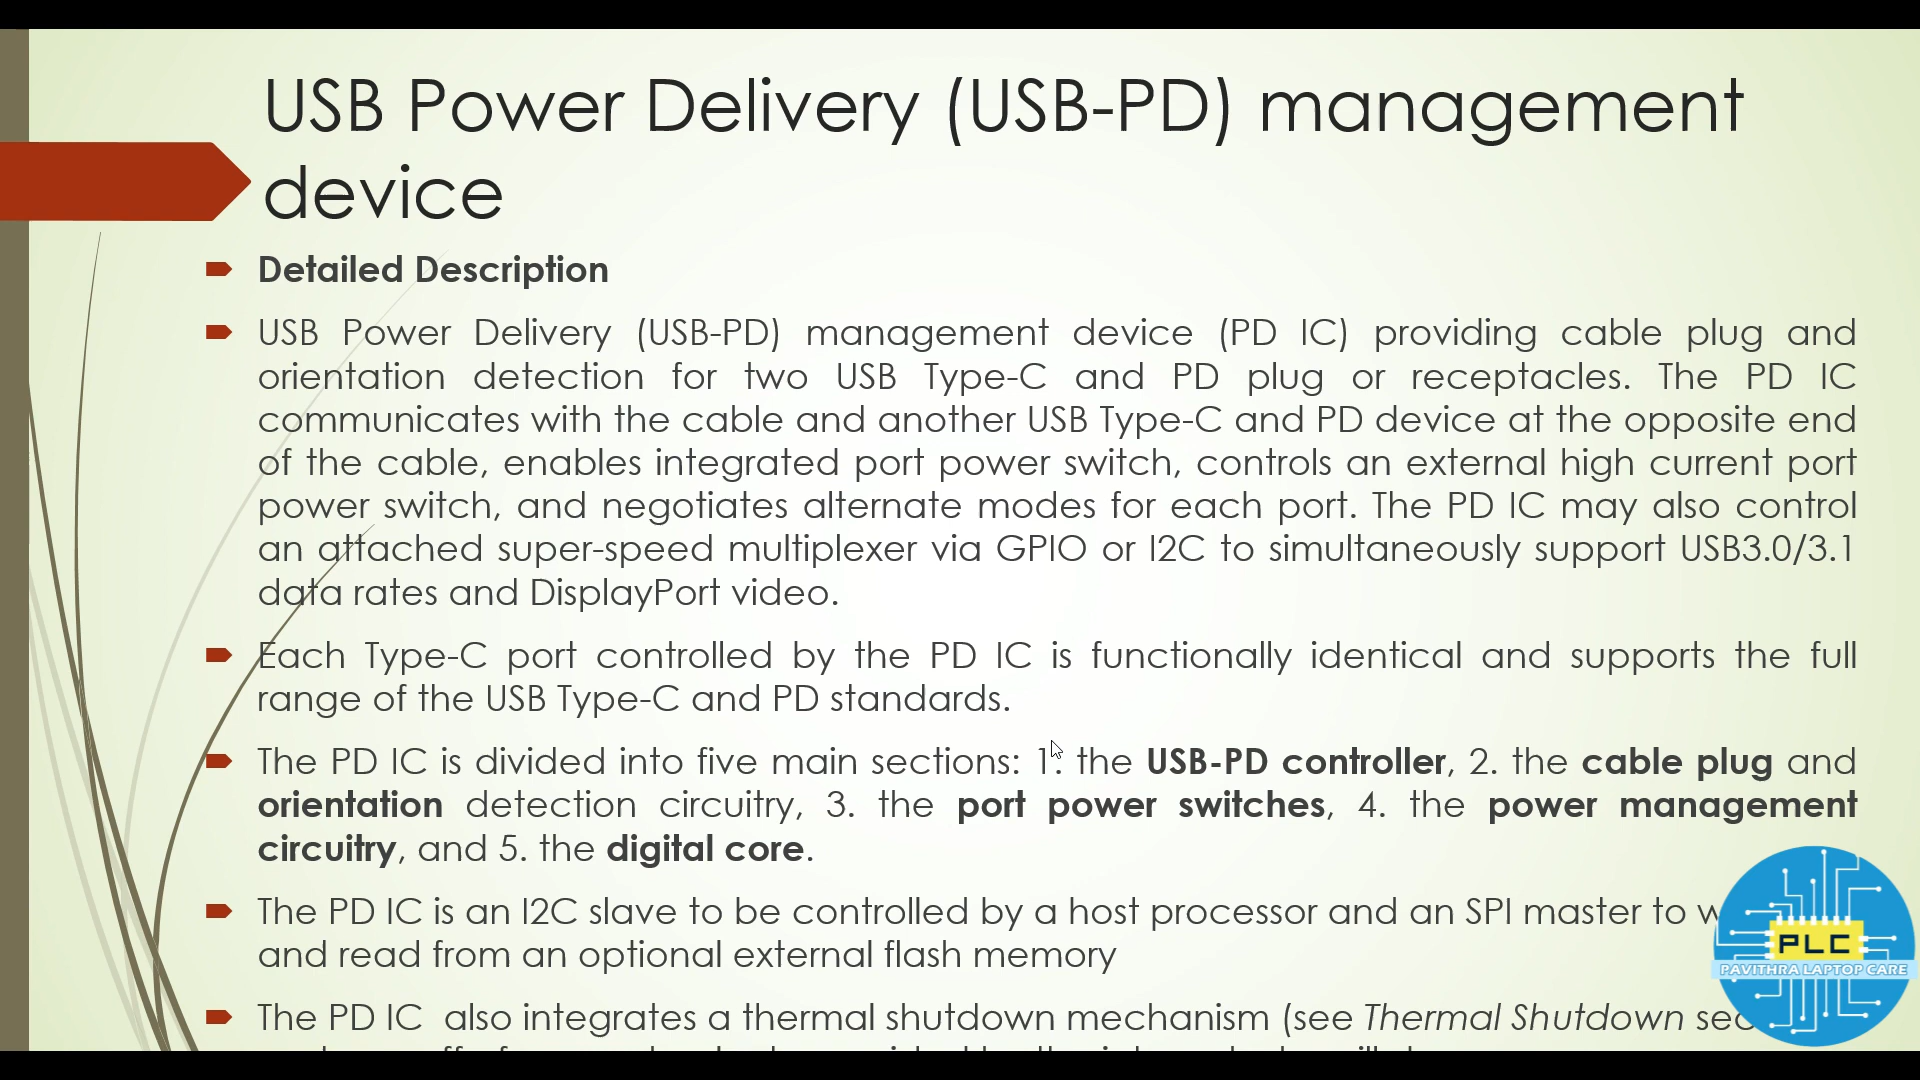 USB Power Delivery (USB-PD) management
device
Detailed Description
USB Power Delivery (USB-PD) management device (PD IC) providing cable plug and
orientation detection for two USB Type-C and PD plug or receptacles. The PD IC
communicates with the cable and another USB Type-C and PD device at the opposite end
of the cable, enables integrated port power switch, controls an external high current port
power switch, and negotiates alternate modes for each port. The PD IC may also control
an attached super-speed multiplexer via GPIO or I2C to simultaneously support USB3.0/3.1
data rates and DisplayPort video.
Each Type-C port controlled by the PD IC is functionally identical and supports the full
range of the USB Type-C and PD standards.
The PD IC is divided into five main sections: 1. the USB-PD controller, 2. the cable plug and
orientation detection circuitry, 3. the port power switches, 4. the power management
circuitry, and 5. the digital core.
The PD IC is an I2C slave to be controlled by a host processor and an SPI master to
and read from an optional external flash memory
The PD IC also integrates a thermal shutdown mechanism (see Thermal Shutdown
PLC
PAVITHRA LAPTOP CARE